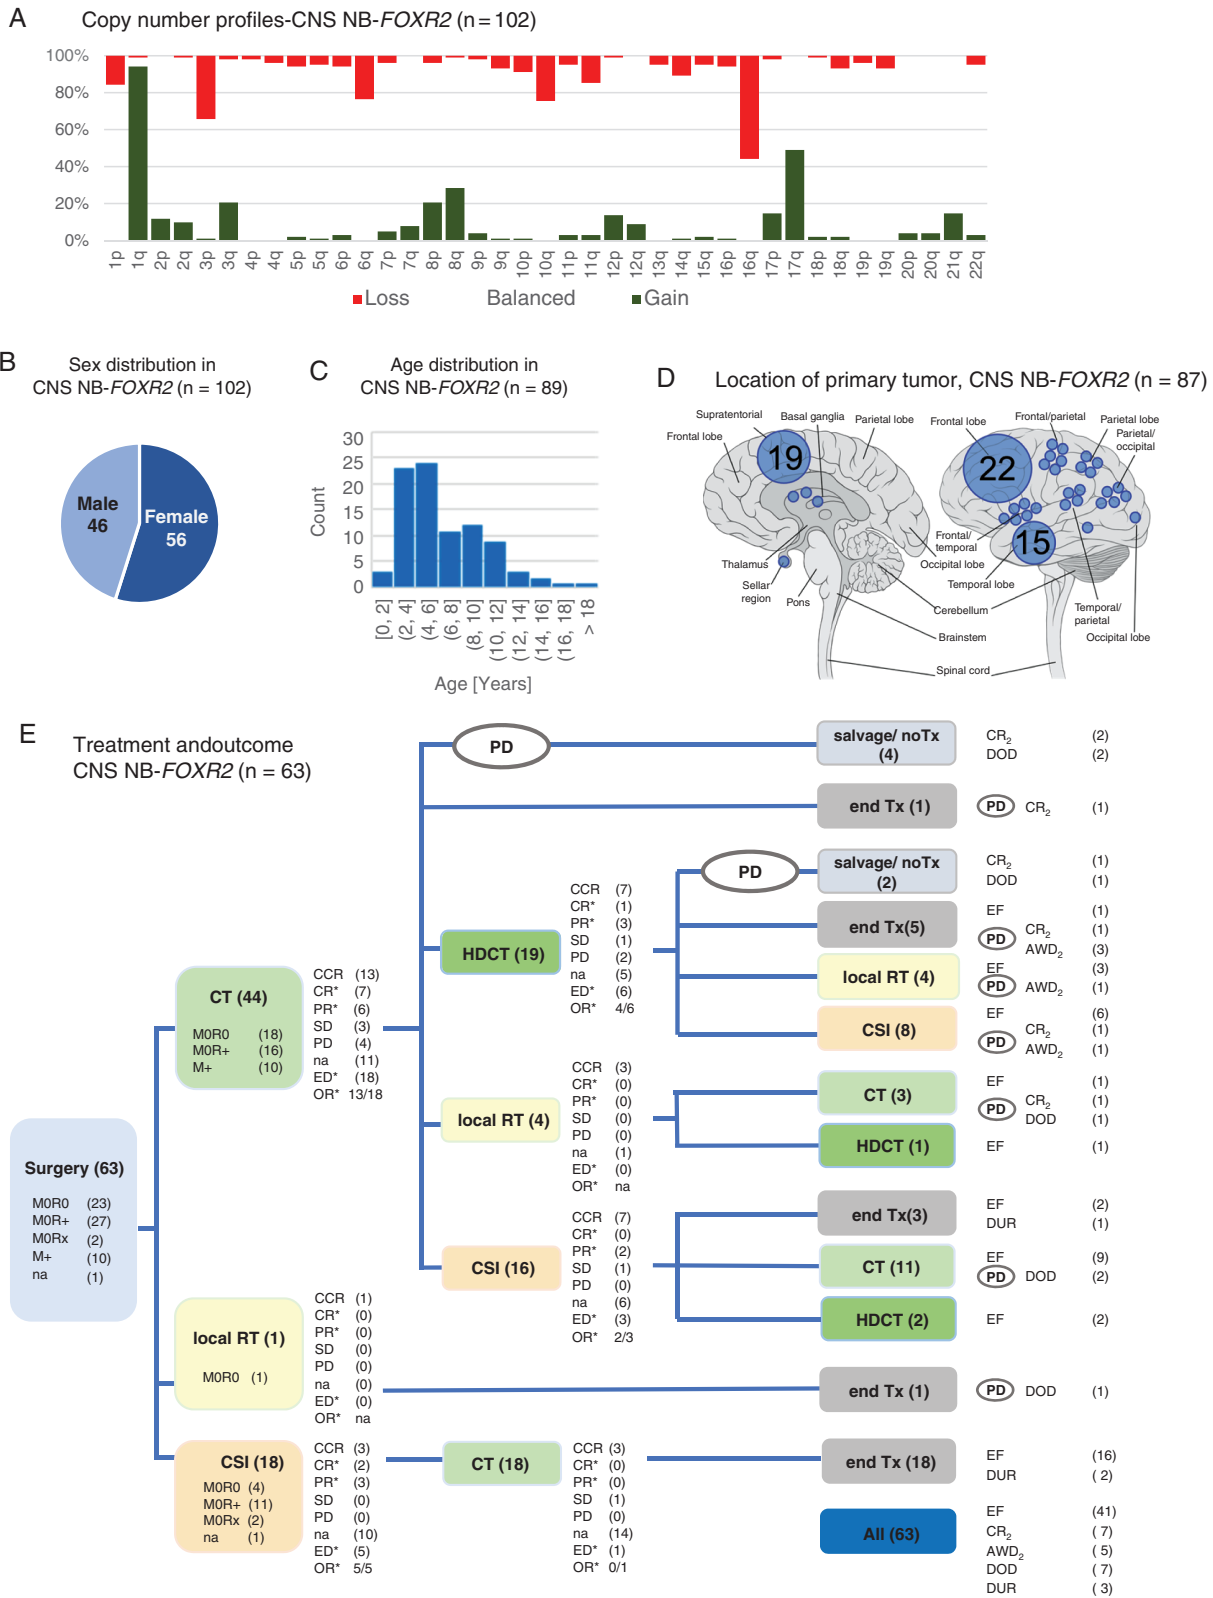 A
Copy number profiles-CNS NB-FOXR2 (n = 102)
100%
80%
60%
40%
20%
0%
1p 1q 2p 2q 3p 3q 4p 4q 5p 5q 6p 6q 7p 7q 8p 8q 9p 9q 10p 10q 11p 11q 12p 12q 13q 14q 15q 16p 16q 17p 17q 18p 18q 19p 19q 20p 20q 21q 22q
Loss Balanced Gain
B
Sex distribution in
CNS NB-FOXR2 (n = 102)
Male
46
Female
56
C
Age distribution in
CNS NB-FOXR2 (n = 89)
Count
30
25
20
15
10
5
0
[0, 2] (2, 4] (4, 6] (6, 8] (8, 10] (10, 12] (12, 14] (14, 16] (16, 18] > 18
Age [Years]
D
Location of primary tumor, CNS NB-FOXR2 (n = 87)
Supratentorial
Basal ganglia
Parietal lobe
Frontal lobe
19
Thalamus
Sellar
region
Pons
Frontal lobe
Frontal/parietal
Parietal lobe
Parietal/
occipital
22
Frontal/
temporal
15
Occipital lobe
Temporal lobe
Cerebellum
Temporal/
parietal
Occipital lobe
Brainstem
Spinal cord
E
Treatment andoutcome
CNS NB-FOXR2 (n = 63)
Surgery (63)
M0R0 (23)
M0R+ (27)
M0Rx (2)
M+ (10)
na (1)
CT (44)
M0R0 (18)
M0R+ (16)
M+ (10)
CCR (13)
CR* (7)
PR* (6)
SD (3)
PD (4)
na (11)
ED* (18)
OR* 13/18
PD
salvage/ noTx
(4)
CR2 (2)
DOD (2)
end Tx (1)
PD CR2 (1)
HDCT (19)
CCR (7)
CR* (1)
PR* (3)
SD (1)
PD (2)
na (5)
ED* (6)
OR* 4/6
PD
salvage/ noTx
(2)
CR2 (1)
DOD (1)
end Tx(5)
EF (1)
PD CR2 (1)
AWD2 (3)
local RT (4)
EF (3)
PD AWD2 (1)
CSI (8)
EF (6)
PD CR2 (1)
AWD2 (1)
local RT (4)
CCR (3)
CR* (0)
PR* (0)
SD (0)
PD (0)
na (1)
ED* (0)
OR* na
CT (3)
EF (1)
PD CR2 (1)
DOD (1)
HDCT (1)
EF (1)
CSI (16)
CCR (7)
CR* (0)
PR* (2)
SD (1)
PD (0)
na (6)
ED* (3)
OR* 2/3
end Tx(3)
EF (2)
DUR (1)
CT (11)
EF (9)
PD DOD (2)
HDCT (2)
EF (2)
local RT (1)
M0R0 (1)
CCR (1)
CR* (0)
PR* (0)
SD (0)
PD (0)
na (0)
ED* (0)
OR* na
end Tx (1)
PD DOD (1)
CSI (18)
M0R0 (4)
M0R+ (11)
M0Rx (2)
na (1)
CCR (3)
CR* (2)
PR* (3)
SD (0)
PD (0)
na (10)
ED* (5)
OR* 5/5
CT (18)
CCR (3)
CR* (0)
PR* (0)
SD (1)
PD (0)
na (14)
ED* (1)
OR* 0/1
end Tx (18)
EF (16)
DUR ( 2)
All (63)
EF (41)
CR2 ( 7)
AWD2 ( 5)
DOD ( 7)
DUR ( 3)